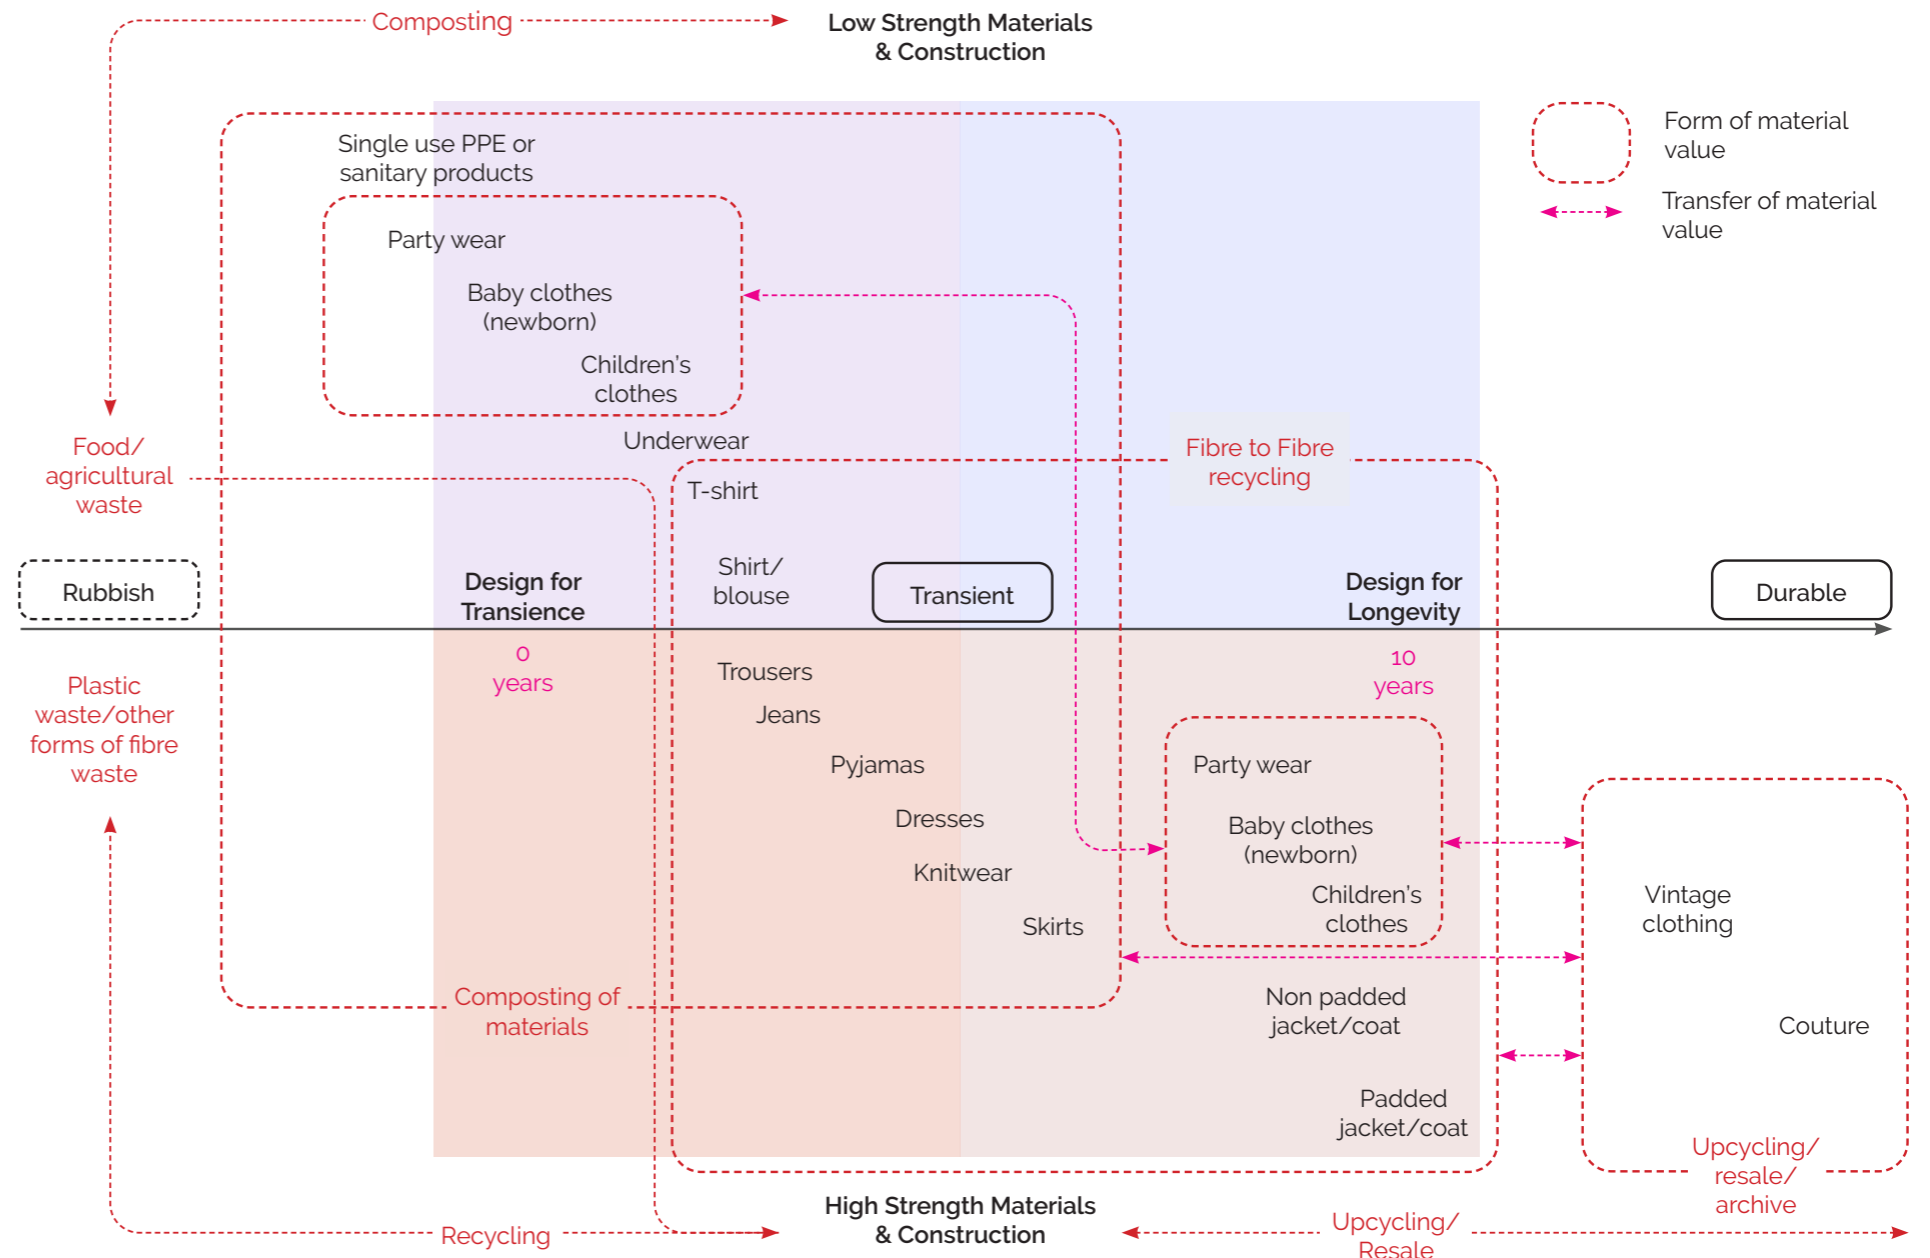 Composting
Low Strength Materials
& Construction
Form of material
value
Transfer of material
value
Single use PPE or
sanitary products
Party wear
Baby clothes
(newborn)
Children's
clothes
Underwear
Food/
agricultural
waste
Fibre to Fibre
recycling
T-shirt
Shirt/
blouse
Rubbish
Design for
Transience
Transient
Design for
Longevity
Durable
0
years
10
years
Plastic
waste/other
forms of fibre
waste
Trousers
Jeans
Pyjamas
Dresses
Knitwear
Skirts
Party wear
Baby clothes
(newborn)
Children's
clothes
Vintage
clothing
Composting of
materials
Non padded
jacket/coat
Couture
Padded
jacket/coat
Upcycling/
resale/
archive
Recycling
High Strength Materials
& Construction
Upcycling/
Resale